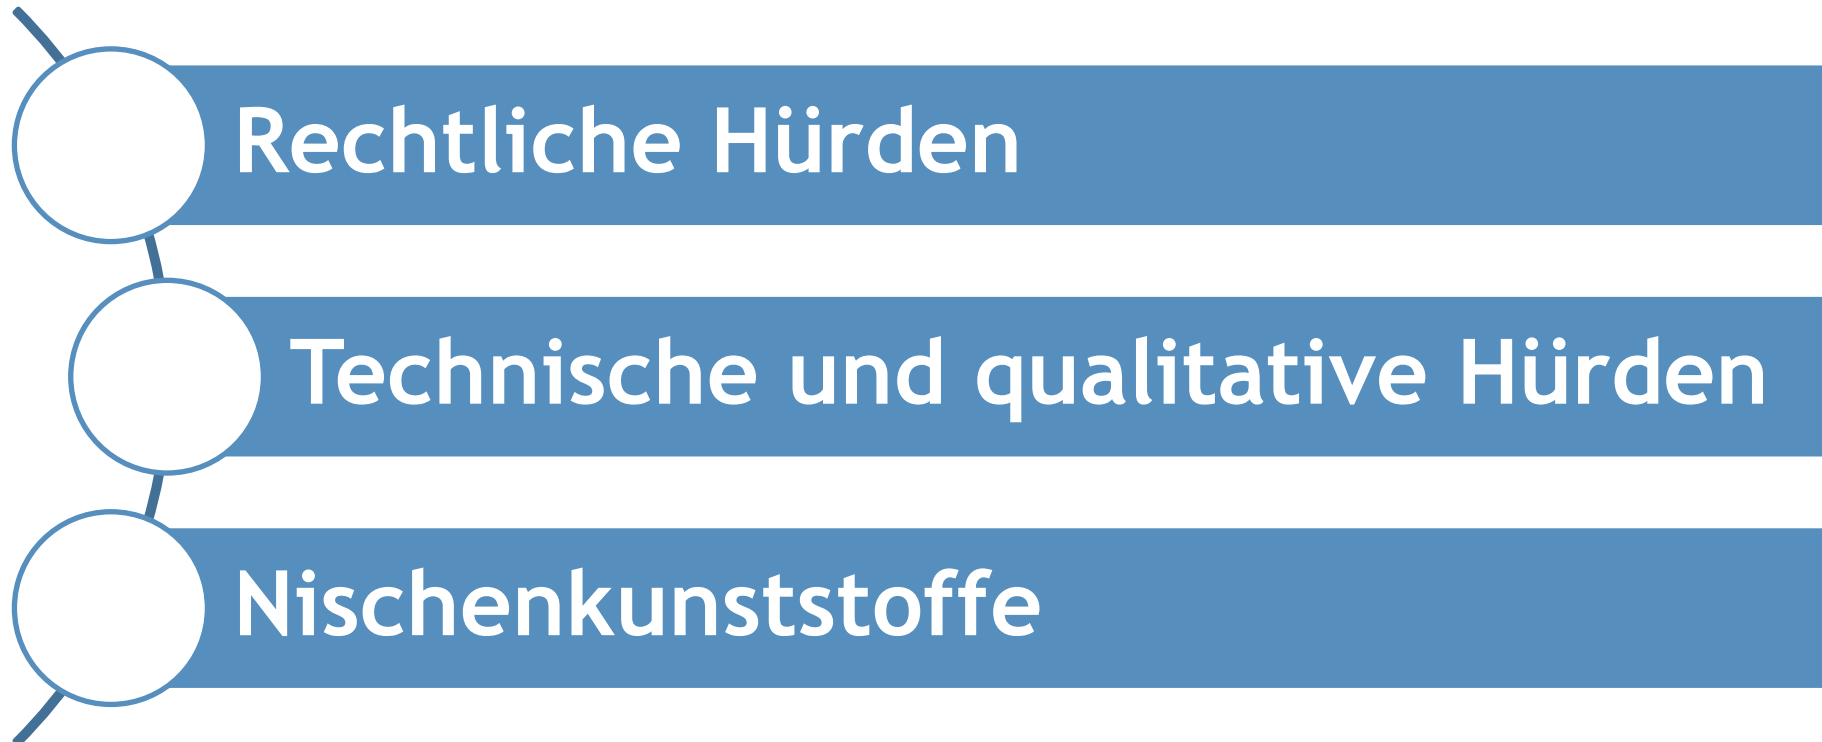 Rechtliche Hürden
Technische und qualitative Hürden
Nischenkunststoffe